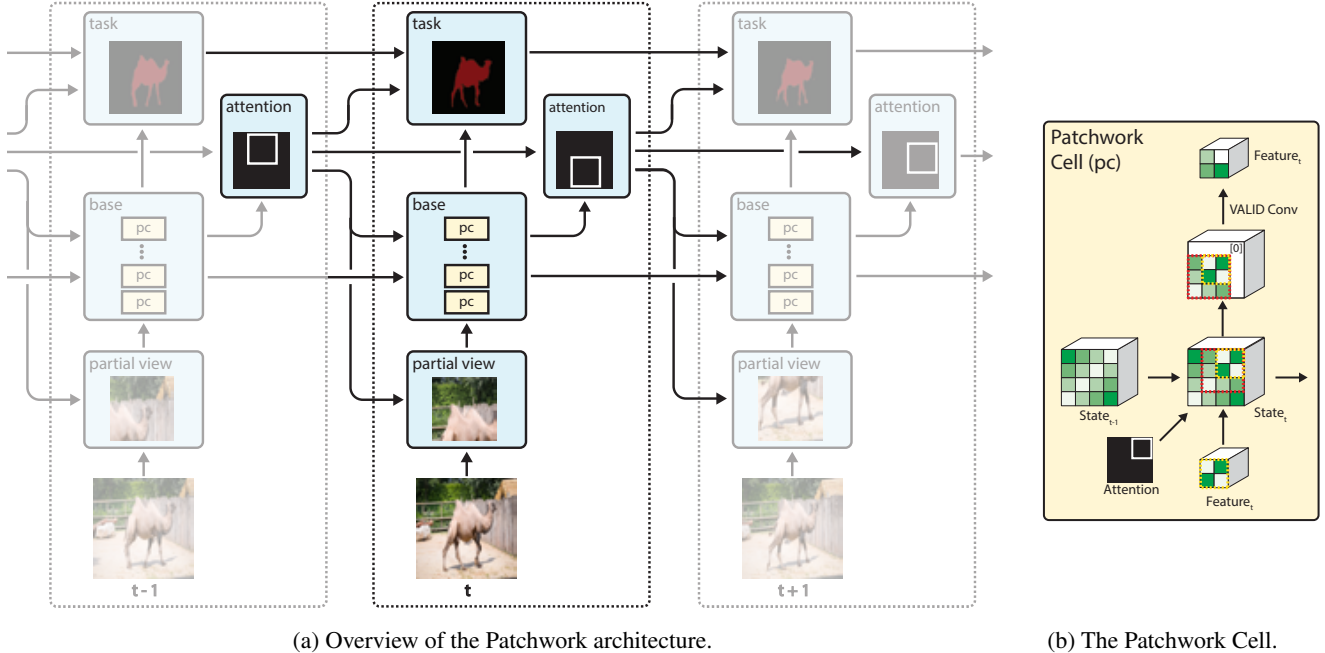 task
attention
base
pc
pc
pc
partial view
t-1
task
attention
base
pc
pc
pc
partial view
t
task
attention
base
pc
pc
pc
partial view
t+1
(a) Overview of the Patchwork architecture.
Patchwork
Cell (pc)
Feature_t
VALID Conv
[0]
State_t-1
State_t
Attention
Feature_t
(b) The Patchwork Cell.